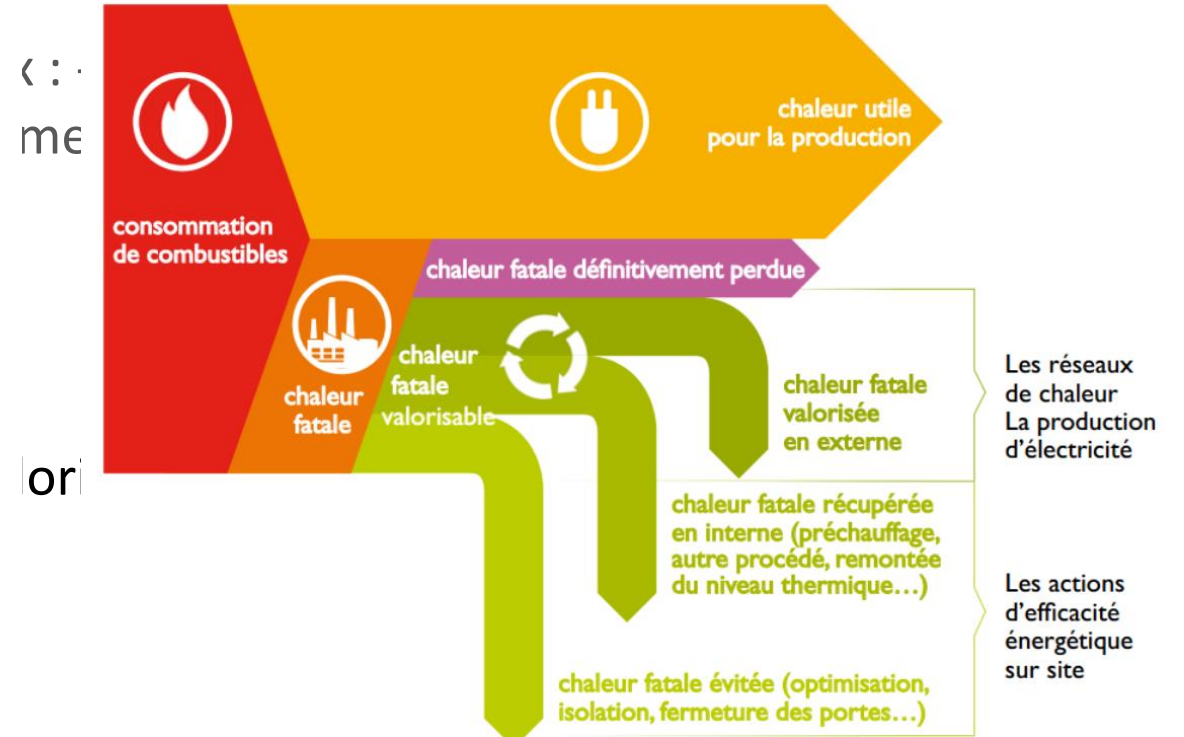 me
ori
consommation
de combustibles
chaleur utile
pour la production
chaleur
fatale
chaleur fatale définitivement perdue
chaleur
fatale
valorisable
chaleur fatale
valorisée
en externe
chaleur fatale récupérée
en interne (préchauffage,
autre procédé, remontée
du niveau thermique…)
chaleur fatale évitée (optimisation,
isolation, fermeture des portes…)
Les réseaux
de chaleur
La production
d’électricité
Les actions
d’efficacité
énergétique
sur site